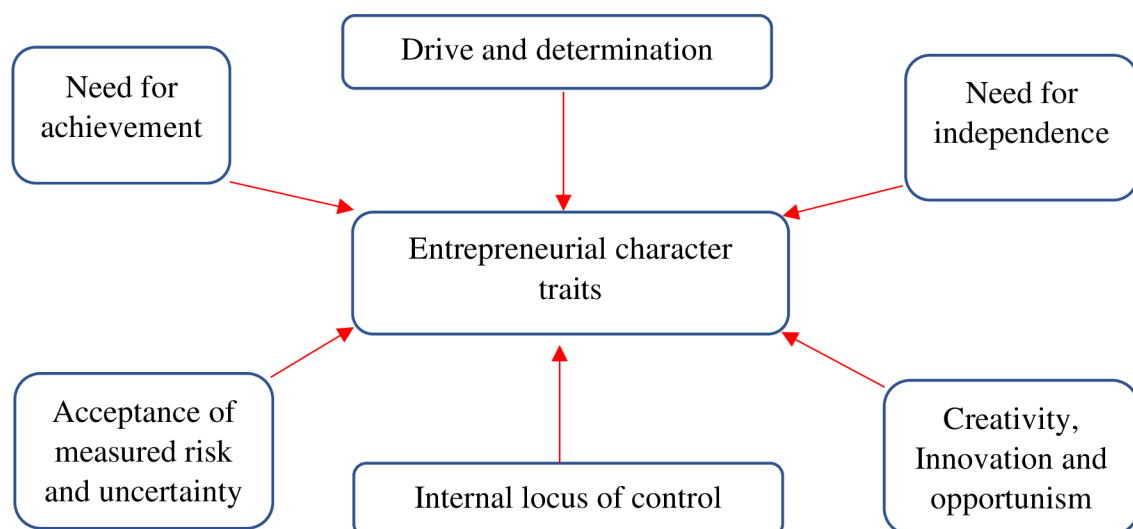 Drive and determination
Need for
achievement
Need for
independence
Entrepreneurial character
traits
Acceptance of
measured risk
and uncertainty
Internal locus of control
Creativity,
Innovation and
opportunism